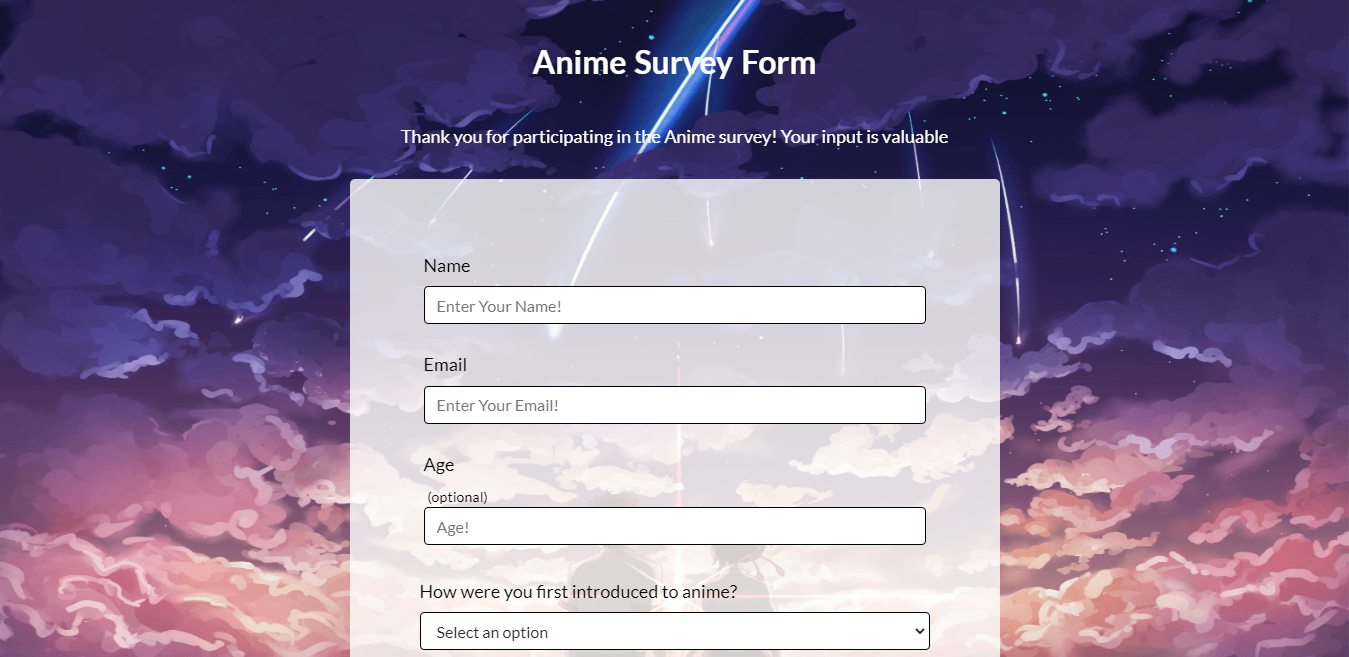 Anime Survey Form
Thank you for participating in the Anime survey! Your input is valuable
Name
Enter Your Name!
Email
Enter Your Email!
Age
(optional)
Age!
How were you first introduced to anime?
Select an option